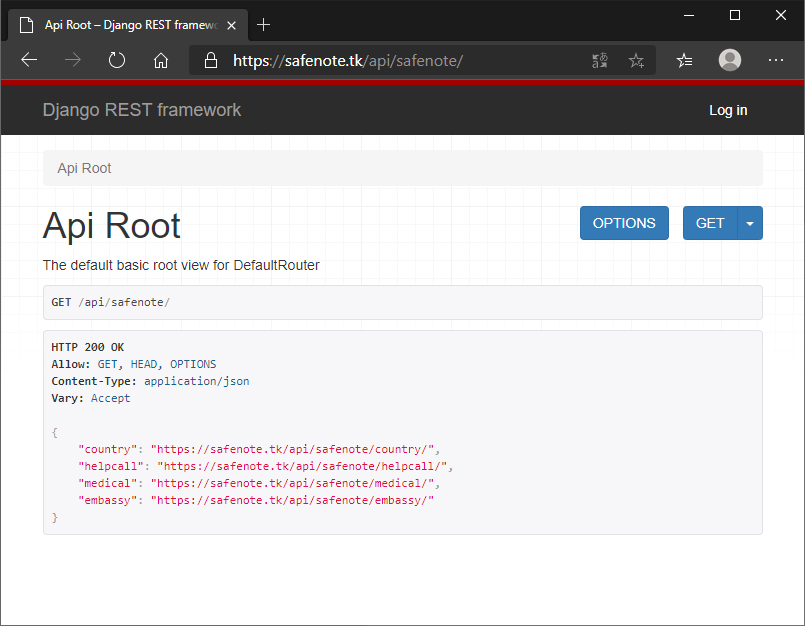 Api Root – Django REST framewo
https://safenote.tk/api/safenote/
Django REST framework
Log in
Api Root
Api Root
OPTIONS
GET
The default basic root view for DefaultRouter
GET /api/safenote/
HTTP 200 OK
Allow: GET, HEAD, OPTIONS
Content-Type: application/json
Vary: Accept
{
"country": "https://safenote.tk/api/safenote/country/",
"helpcall": "https://safenote.tk/api/safenote/helpcall/",
"medical": "https://safenote.tk/api/safenote/medical/",
"embassy": "https://safenote.tk/api/safenote/embassy/"
}